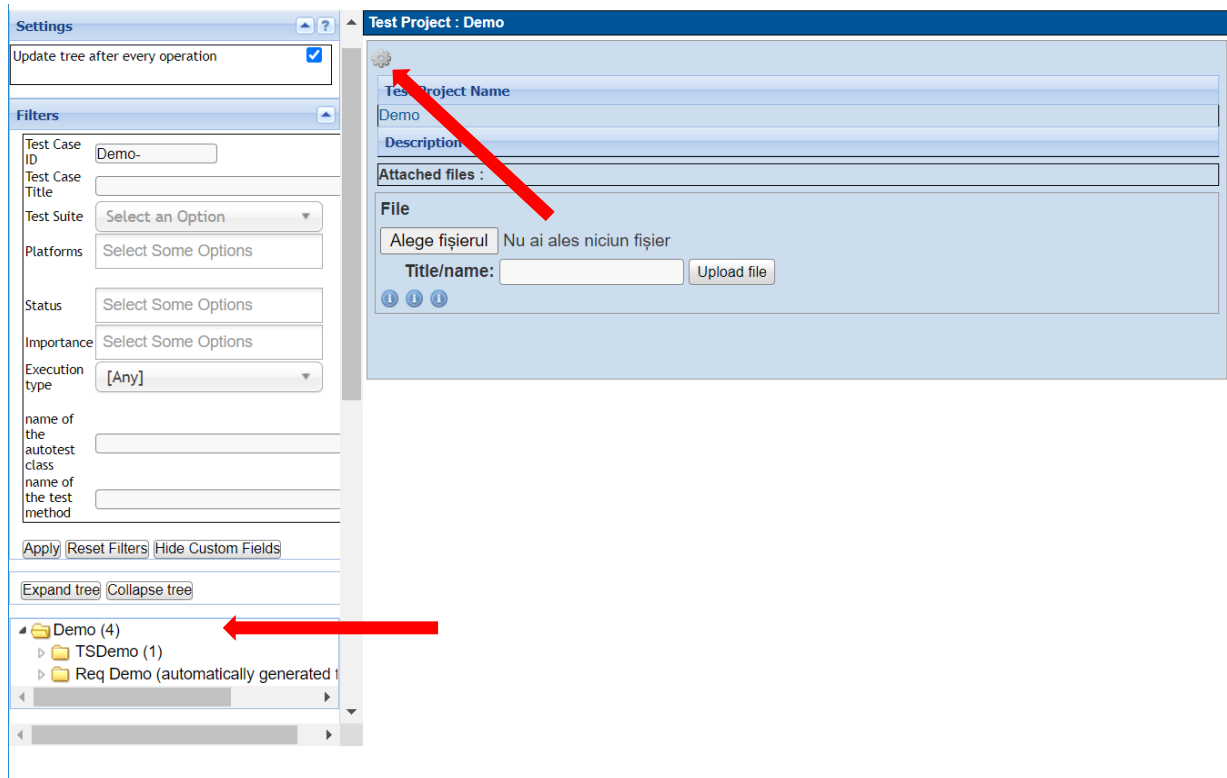 Settings
?
Update tree after every operation
Filters
Test Case
ID
Demo-
Test Case
Title
Test Suite
Select an Option
Platforms
Select Some Options
Status
Select Some Options
Importance
Select Some Options
Execution
type
[Any]
name of
the
autotest
class
name of
the test
method
Apply Reset Filters Hide Custom Fields
Expand tree Collapse tree
Demo (4)
TSDemo (1)
Req Demo (automatically generated
Test Project : Demo
Test Project Name
Demo
Description
Attached files :
File
Alege fișierul Nu ai ales niciun fișier
Title/name: Upload file